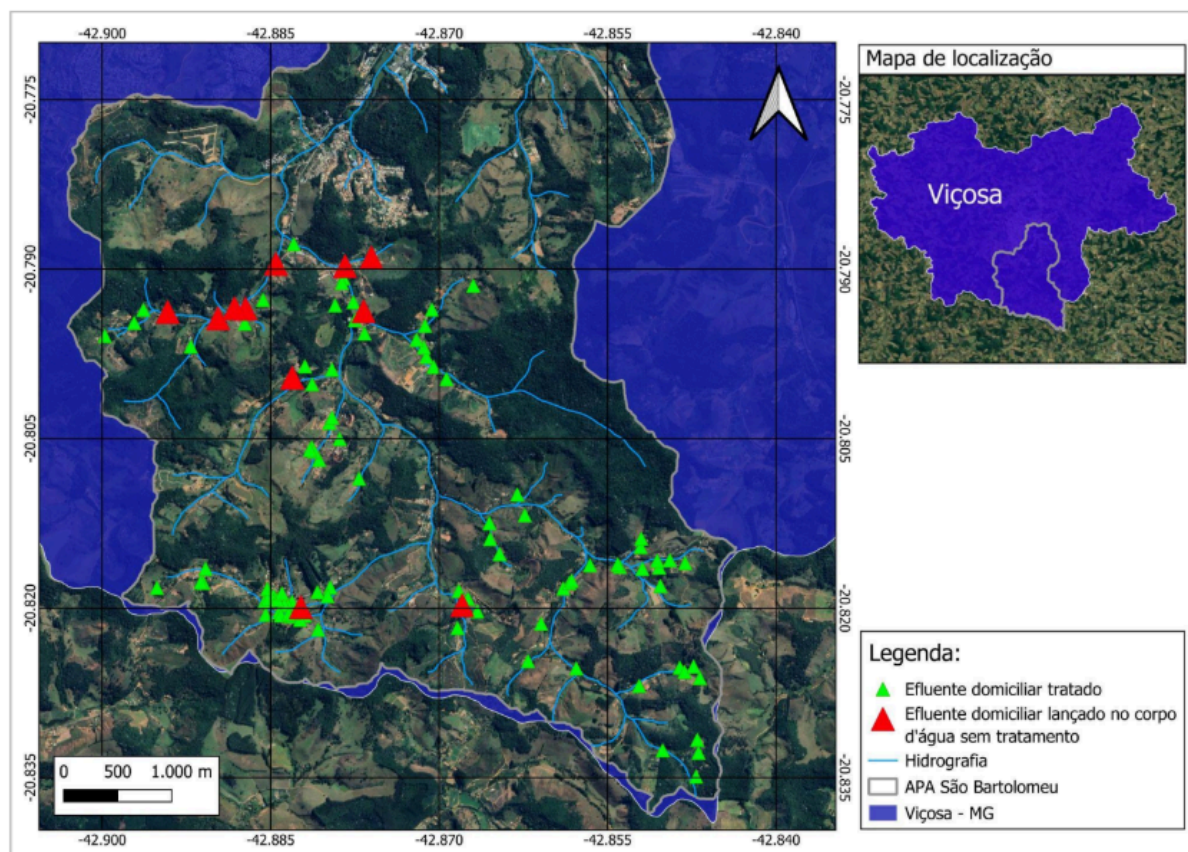 -42.900
-42.885
-42.870
-42.855
-42.840
-20.775
-20.790
-20.805
-20.820
-20.835
-20.775
-20.790
-20.805
-20.820
-20.835
0 500 1.000 m
-42.900
-42.885
-42.870
-42.855
-42.840
Mapa de localização
Viçosa
Legenda:
Efluente domiciliar tratado
Efluente domiciliar lançado no corpo
d'água sem tratamento
Hidrografia
APA São Bartolomeu
Viçosa - MG